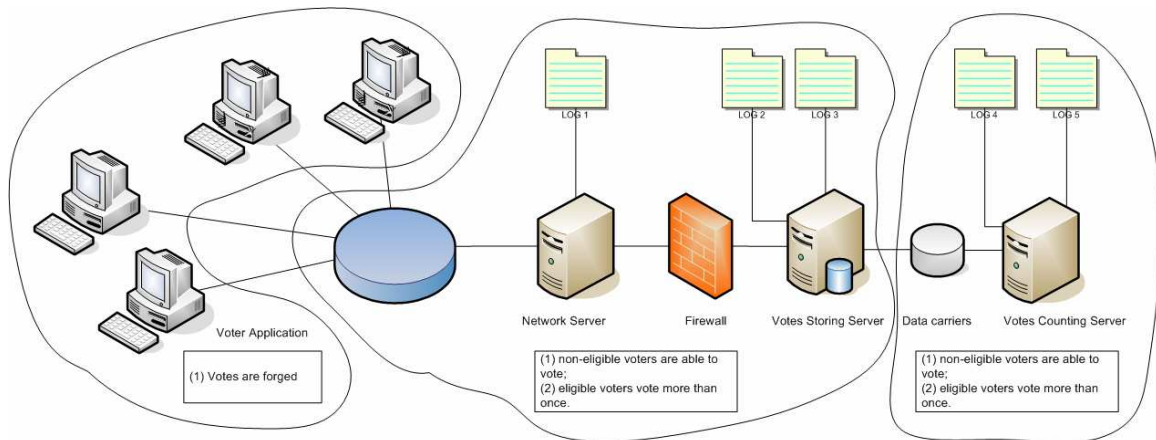 LOG 1
LOG 2
LOG 3
LOG 4
LOG 5
Network Server
Firewall
Votes Storing Server
Data carriers
Votes Counting Server
Voter Application
(1) Votes are forged
(1) non-eligible voters are able to
vote;
(2) eligible voters vote more than
once.
(1) non-eligible voters are able to
vote;
(2) eligible voters vote more than
once.